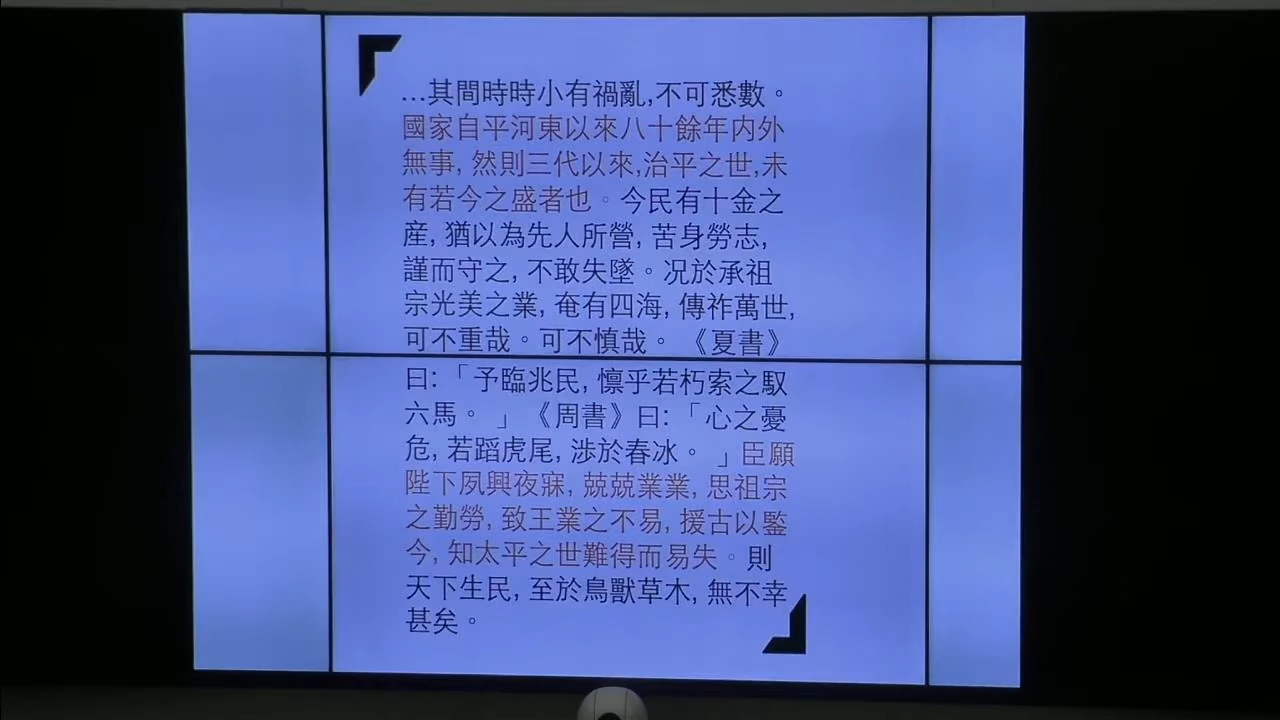 …其間時時小有禍亂,不可悉數。
國家自平河東以來八十餘年内外
無事, 然則三代以來,治平之世,未
有若今之盛者也。今民有十金之
産, 猶以為先人所營, 苦身勞志,
謹而守之, 不敢失墜。况於承祖
宗光美之業, 奄有四海, 傳祚萬世,
可不重哉。可不慎哉。《夏書》
曰:「予臨兆民, 懍乎若朽索之馭
六馬。」《周書》曰:「心之憂
危, 若蹈虎尾, 涉於春冰。」臣願
陛下夙興夜寐, 兢兢業業, 思祖宗
之勤勞, 致王業之不易, 援古以鑒
今, 知太平之世難得而易失。則
天下生民, 至於鳥獸草木, 無不幸
甚矣。